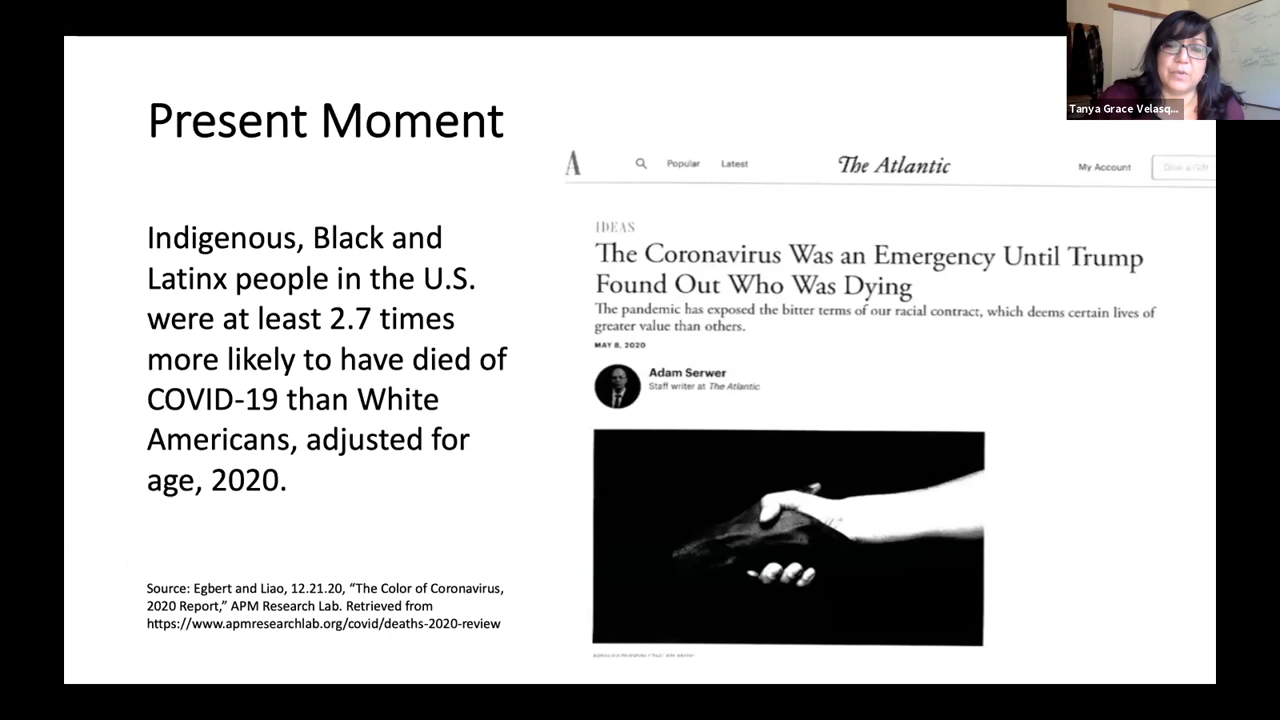 Tanya Grace Velasq...
Present Moment
Indigenous, Black and
Latinx people in the U.S.
were at least 2.7 times
more likely to have died of
COVID-19 than White
Americans, adjusted for
age, 2020.
Source: Egbert and Liao, 12.21.20, “The Color of Coronavirus,
2020 Report,” APM Research Lab. Retrieved from
https://www.apmresearchlab.org/covid/deaths-2020-review
A Popular Latest The Atlantic My Account Give a Gift
IDEAS
The Coronavirus Was an Emergency Until Trump
Found Out Who Was Dying
The pandemic has exposed the bitter terms of our racial contract, which deems certain lives of
greater value than others.
MAY 8, 2020
Adam Serwer
Staff writer at The Atlantic